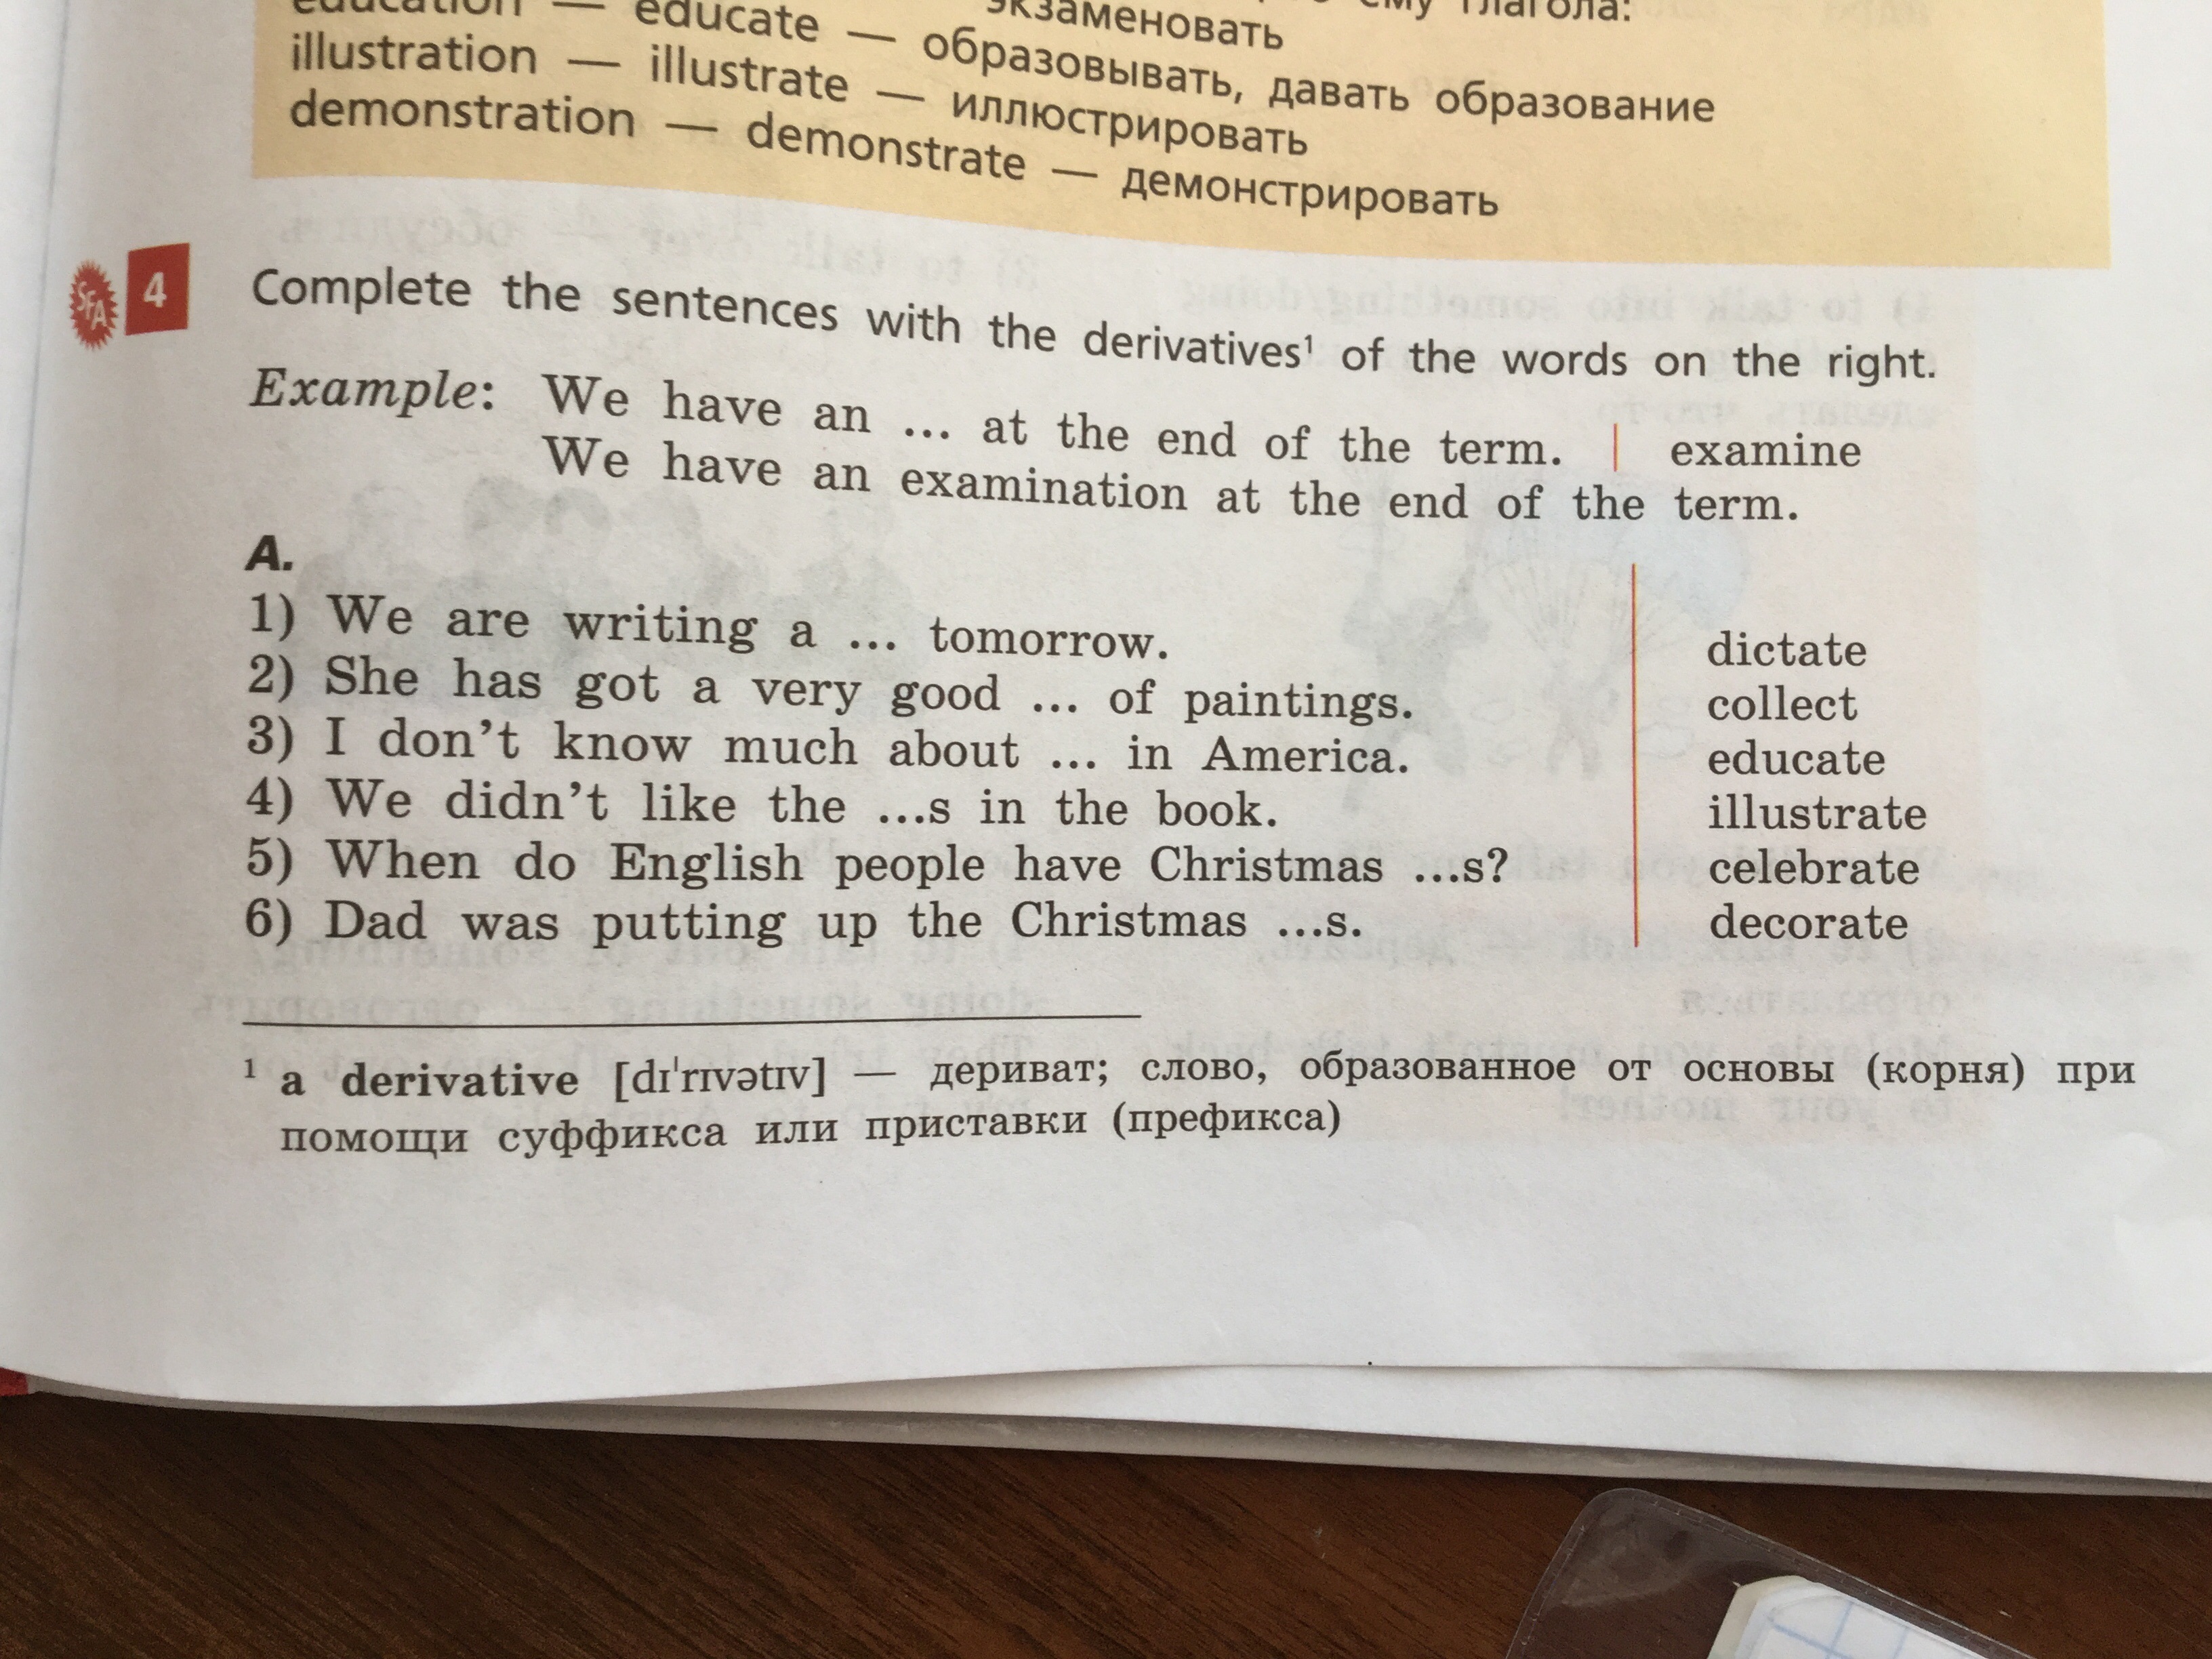 education — educate — образовывать, давать образование
экзаменовать
illustration — illustrate — иллюстрировать
demonstration — demonstrate — демонстрировать
SFA 4 Complete the sentences with the derivatives¹ of the words on the right.
Example: We have an ... at the end of the term. | examine
We have an examination at the end of the term.
A.
1) We are writing a ... tomorrow. dictate
2) She has got a very good ... of paintings. collect
3) I don't know much about ... in America. educate
4) We didn't like the ...s in the book. illustrate
5) When do English people have Christmas ...s? celebrate
6) Dad was putting up the Christmas ...s. decorate
¹ a derivative [dɪˈrɪvətɪv] — дериват; слово, образованное от основы (корня) при
помощи суффикса или приставки (префикса)